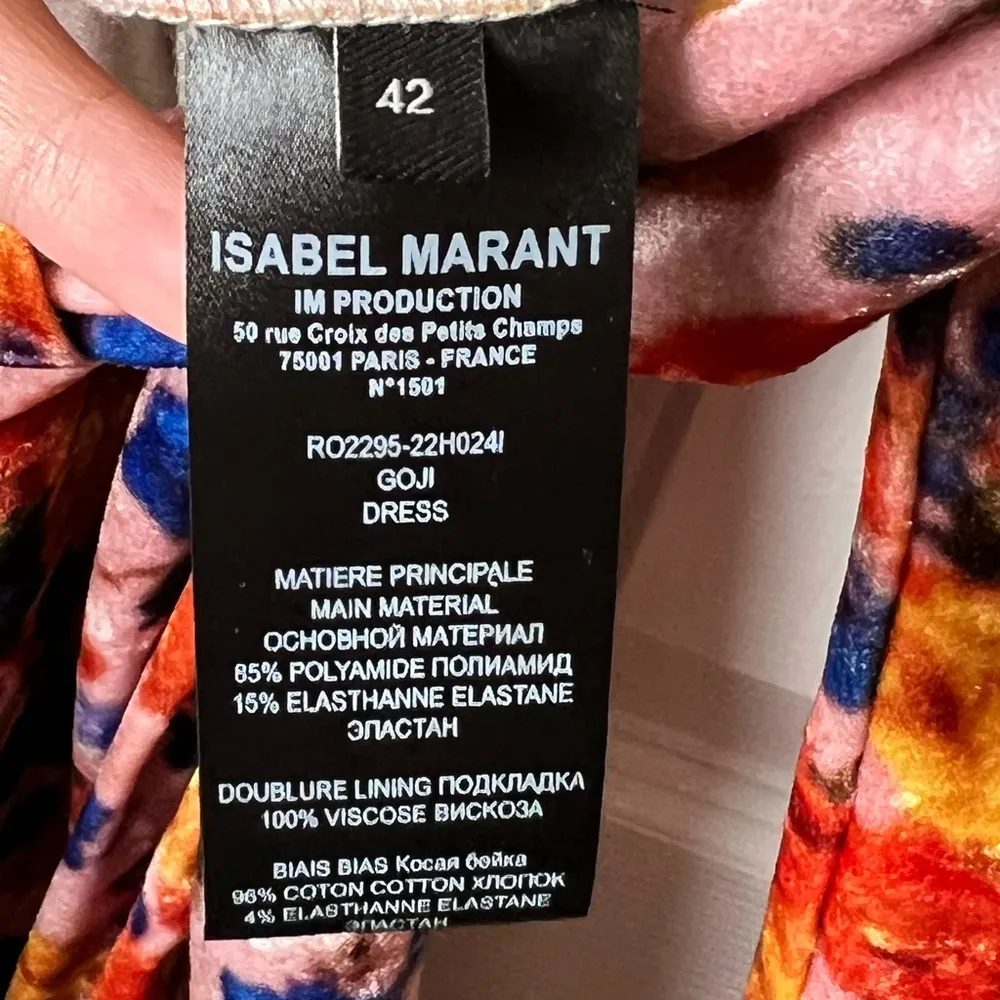 42
ISABEL MARANT
IM PRODUCTION
50 rue Croix des Petits Champs
75001 PARIS - FRANCE
N°1501
RO2295-22H024I
GOJI
DRESS
MATIERE PRINCIPALE
MAIN MATERIAL
ОСНОВНОЙ МАТЕРИАЛ
85% POLYAMIDE ПОЛИАМИД
15% ELASTHANNE ELASTANE
ЭЛАСТАН
DOUBLURE LINING ПОДКЛАДКА
100% VISCOSE ВИСКОЗА
BIAIS BIAS Косая бейка
96% COTON COTTON ХЛОПОК
4% ELASTHANNE ELASTANE
ЭЛАСТАН